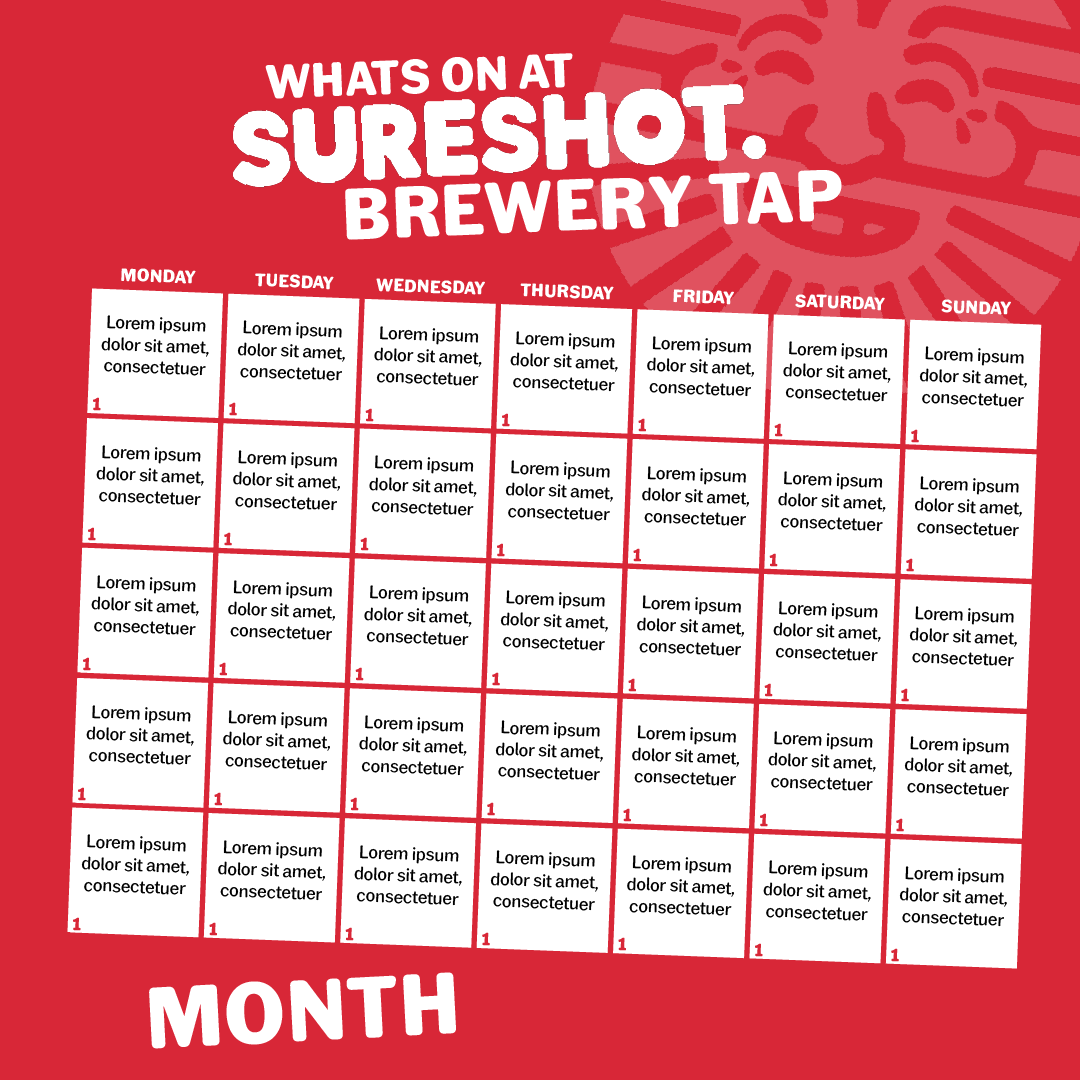 WHATS ON AT
SURESHOT.
BREWERY TAP
MONDAY TUESDAY WEDNESDAY THURSDAY FRIDAY SATURDAY SUNDAY
Lorem ipsum Lorem ipsum Lorem ipsum Lorem ipsum Lorem ipsum Lorem ipsum Lorem ipsum
dolor sit amet, dolor sit amet, dolor sit amet, dolor sit amet, dolor sit amet, dolor sit amet, dolor sit amet,
consectetuer consectetuer consectetuer consectetuer consectetuer consectetuer consectetuer
1 1 1 1 1 1 1
Lorem ipsum Lorem ipsum Lorem ipsum Lorem ipsum Lorem ipsum Lorem ipsum Lorem ipsum
dolor sit amet, dolor sit amet, dolor sit amet, dolor sit amet, dolor sit amet, dolor sit amet, dolor sit amet,
consectetuer consectetuer consectetuer consectetuer consectetuer consectetuer consectetuer
1 1 1 1 1 1 1
Lorem ipsum Lorem ipsum Lorem ipsum Lorem ipsum Lorem ipsum Lorem ipsum Lorem ipsum
dolor sit amet, dolor sit amet, dolor sit amet, dolor sit amet, dolor sit amet, dolor sit amet, dolor sit amet,
consectetuer consectetuer consectetuer consectetuer consectetuer consectetuer consectetuer
1 1 1 1 1 1 1
Lorem ipsum Lorem ipsum Lorem ipsum Lorem ipsum Lorem ipsum Lorem ipsum Lorem ipsum
dolor sit amet, dolor sit amet, dolor sit amet, dolor sit amet, dolor sit amet, dolor sit amet, dolor sit amet,
consectetuer consectetuer consectetuer consectetuer consectetuer consectetuer consectetuer
1 1 1 1 1 1 1
Lorem ipsum Lorem ipsum Lorem ipsum Lorem ipsum Lorem ipsum Lorem ipsum Lorem ipsum
dolor sit amet, dolor sit amet, dolor sit amet, dolor sit amet, dolor sit amet, dolor sit amet, dolor sit amet,
consectetuer consectetuer consectetuer consectetuer consectetuer consectetuer consectetuer
1 1 1 1 1 1 1
MONTH